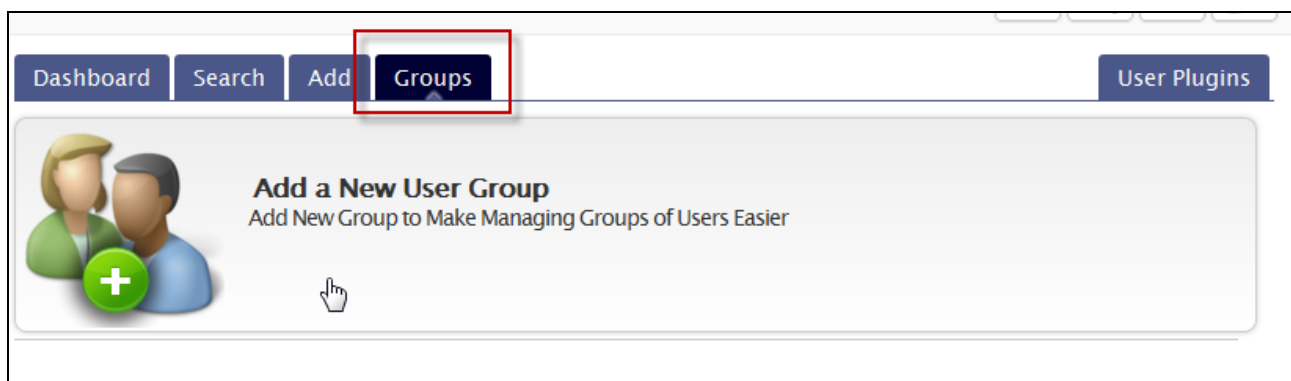 Dashboard Search Add Groups User Plugins
Add a New User Group
Add New Group to Make Managing Groups of Users Easier